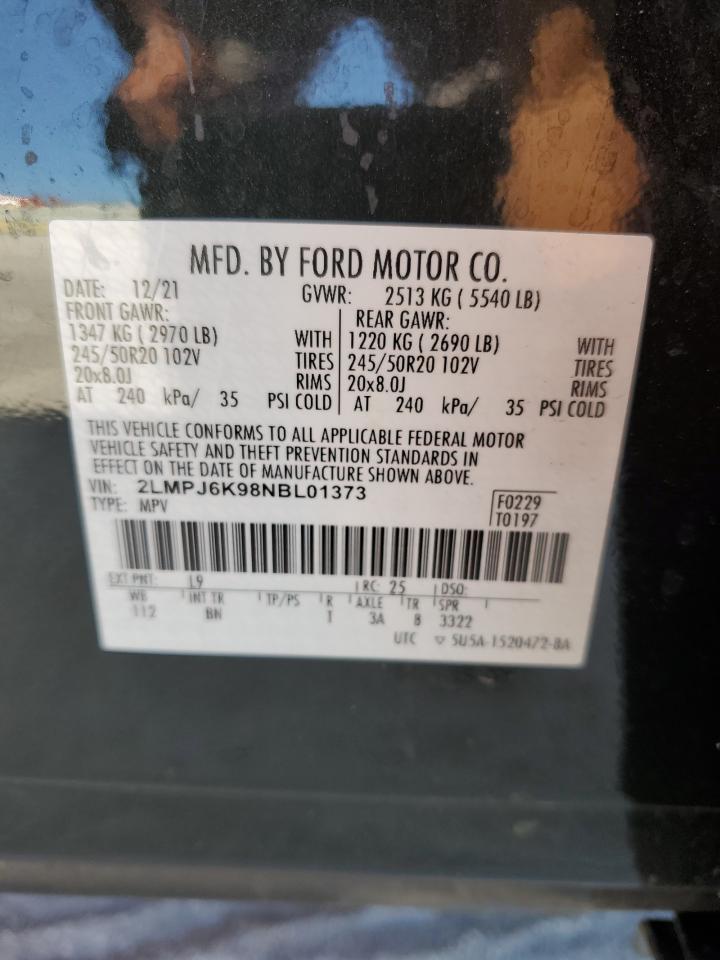 MFD. BY FORD MOTOR CO.
DATE: 12/21 GVWR: 2513 KG ( 5540 LB)
FRONT GAWR: REAR GAWR:
1347 KG ( 2970 LB) WITH 1220 KG ( 2690 LB) WITH
245/50R20 102V TIRES 245/50R20 102V TIRES
20x8.0J RIMS 20x8.0J RIMS
AT 240 kPa/ 35 PSI COLD AT 240 kPa/ 35 PSI COLD
THIS VEHICLE CONFORMS TO ALL APPLICABLE FEDERAL MOTOR
VEHICLE SAFETY AND THEFT PREVENTION STANDARDS IN
EFFECT ON THE DATE OF MANUFACTURE SHOWN ABOVE.
VIN: 2LMPJ6K98NBL01373
TYPE: MPV F0229
T0197
EXT PNT: L9 RC: 25 DSO:
WB INT TR TP/PS R AXLE TR SPR
112 BN T 3A 8 3322
UTC ▽ 5U5A-1520472-BA